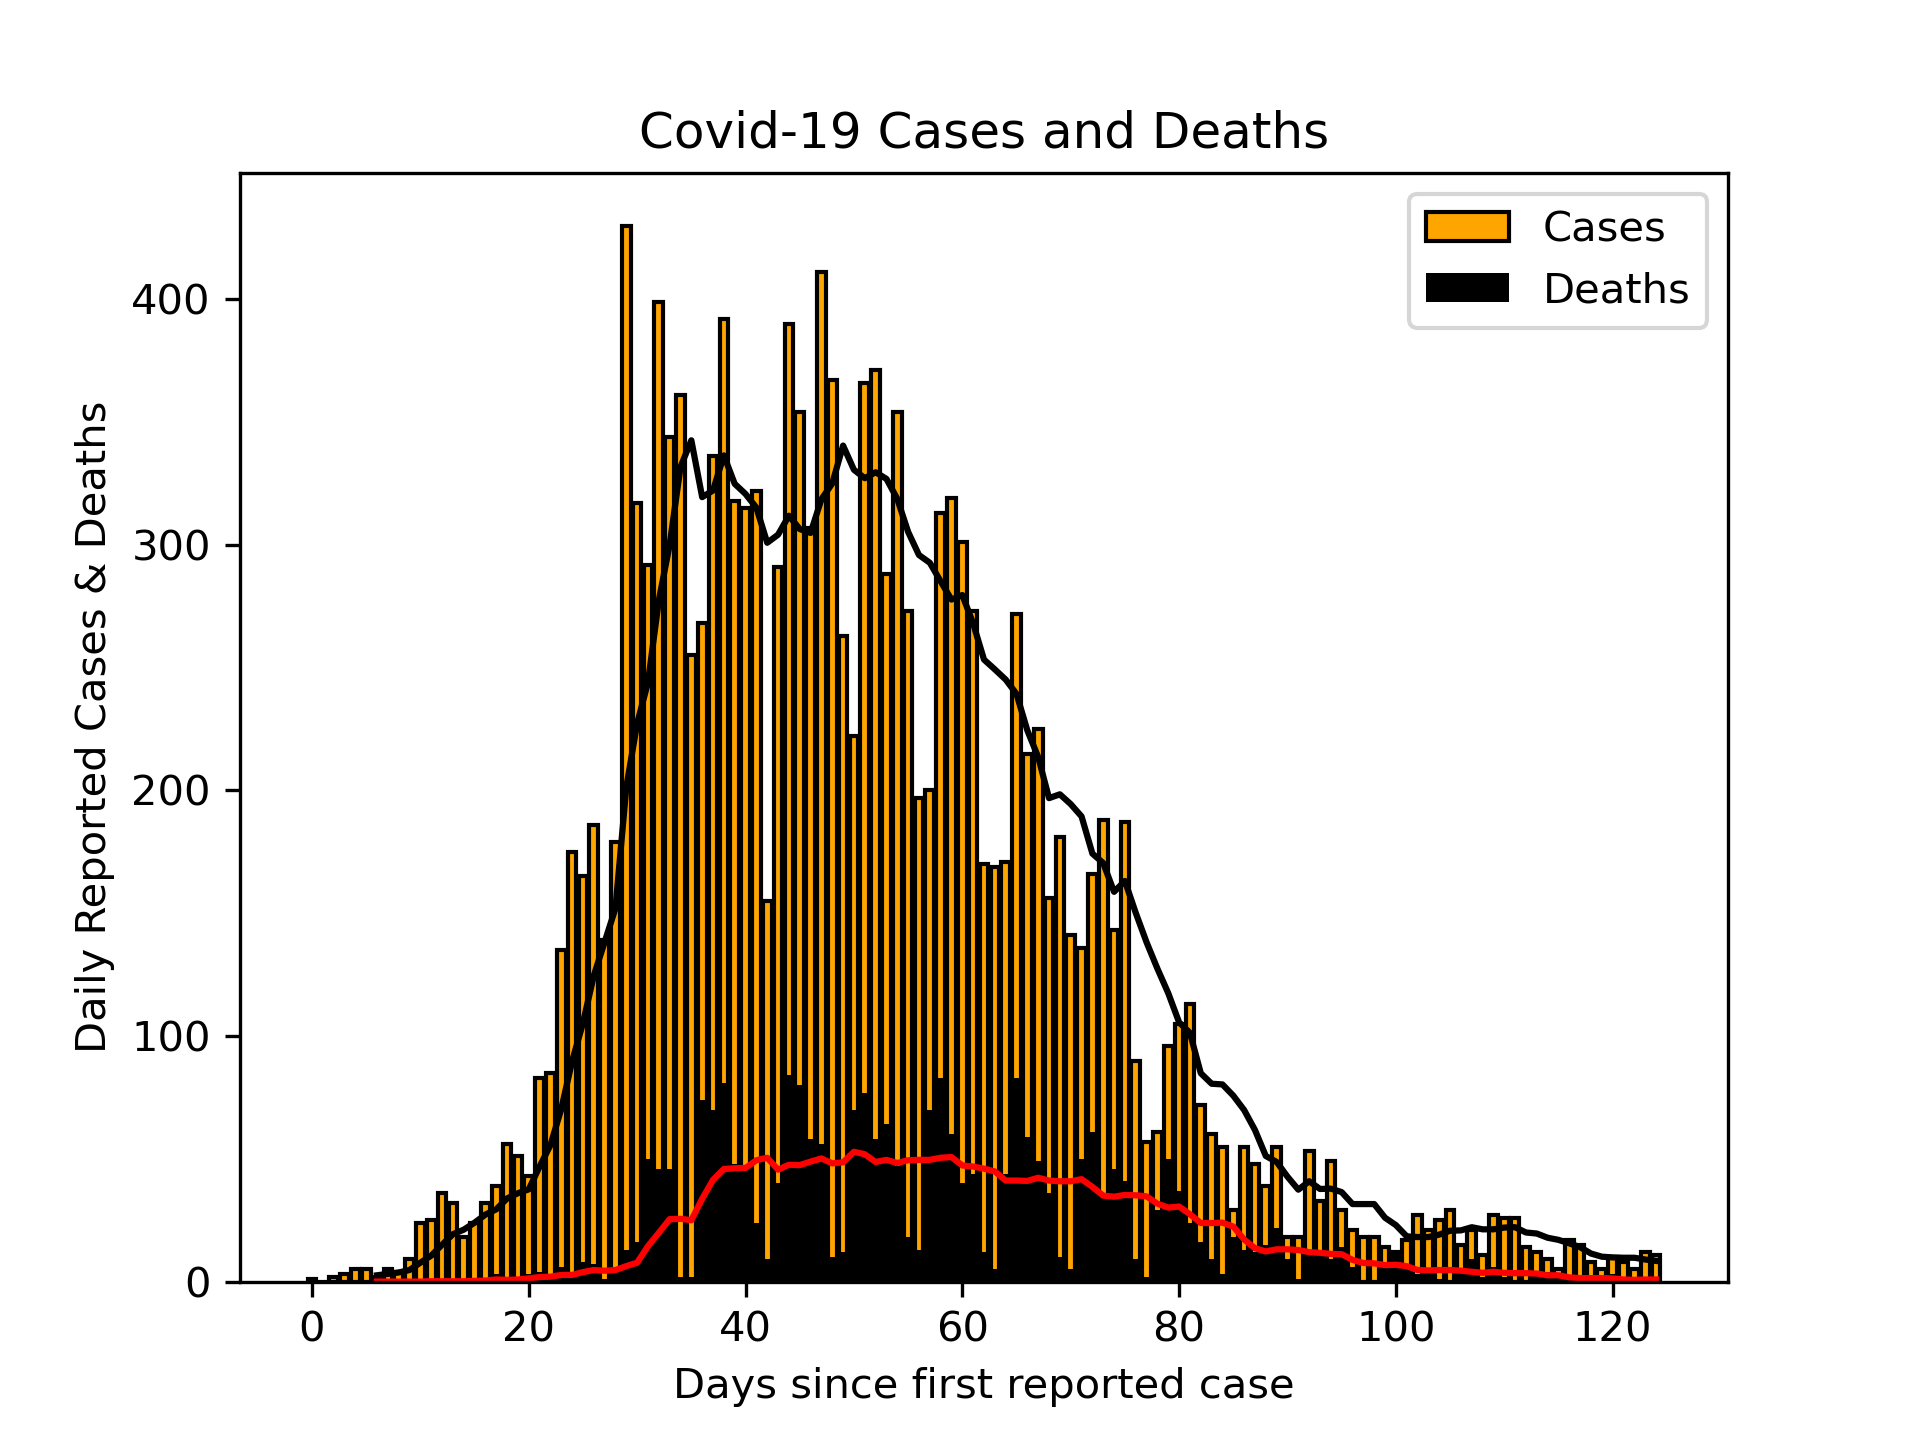 Covid-19 Cases and Deaths
Cases
Deaths
Daily Reported Cases & Deaths
400
300
200
100
0
0 20 40 60 80 100 120
Days since first reported case